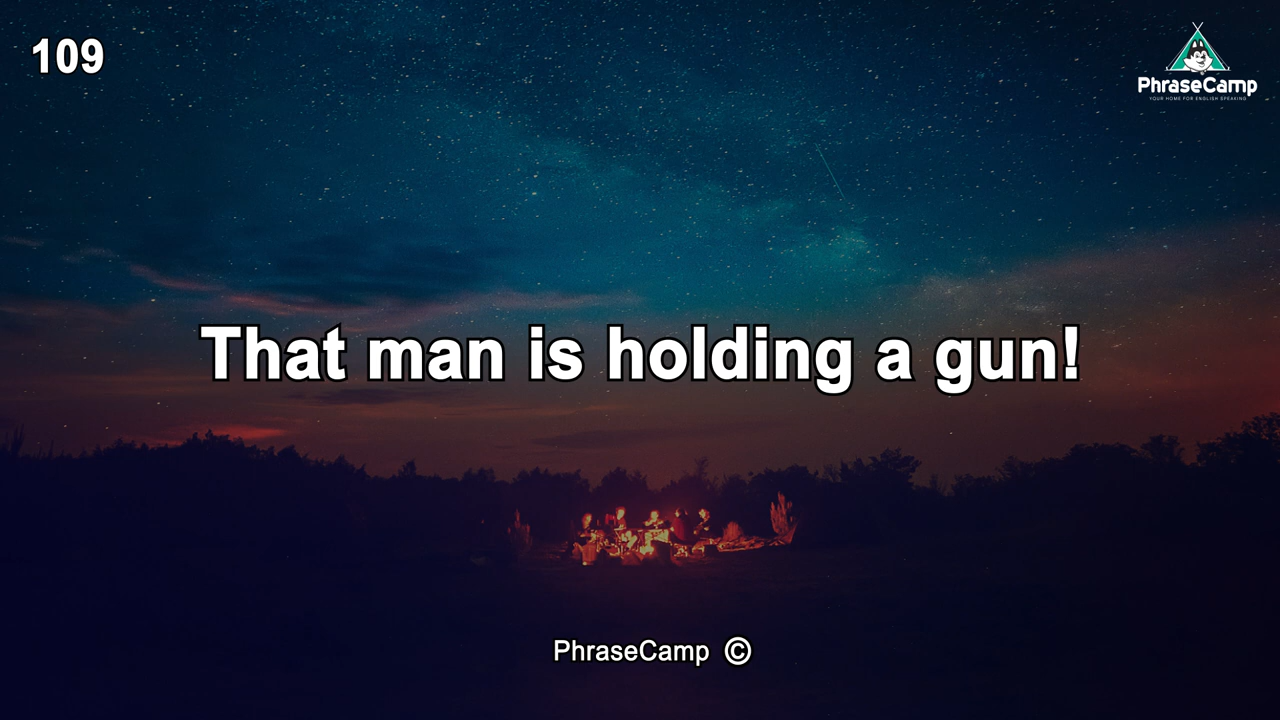 109
PhraseCamp
YOUR HOME FOR ENGLISH SPEAKING
That man is holding a gun!
PhraseCamp ©